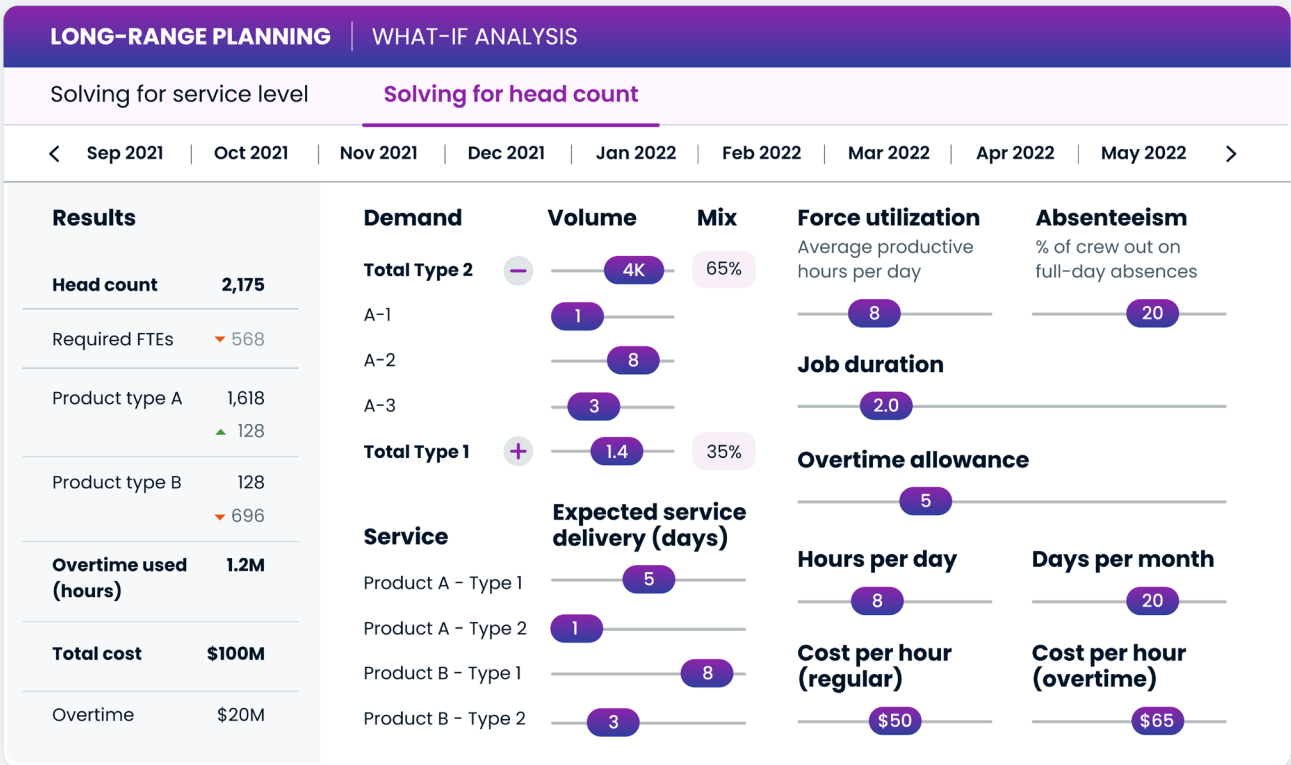 LONG-RANGE PLANNING | WHAT-IF ANALYSIS
Solving for service level
Solving for head count
Sep 2021 | Oct 2021 | Nov 2021 | Dec 2021 | Jan 2022 | Feb 2022 | Mar 2022 | Apr 2022 | May 2022
Results
Head count 2,175
Required FTEs 568
Product type A 1,618
128
Product type B 128
696
Overtime used 1.2M
(hours)
Total cost $100M
Overtime $20M
Demand Volume Mix
Total Type 2 4K 65%
A-1 1
A-2 8
A-3 3
Total Type 1 1.4 35%
Service
Expected service
delivery (days)
Product A - Type 1 5
Product A - Type 2 1
Product B - Type 1 8
Product B - Type 2 3
Force utilization
Average productive
hours per day
8
Absenteeism
% of crew out on
full-day absences
20
Job duration
2.0
Overtime allowance
5
Hours per day
8
Days per month
20
Cost per hour
(regular)
$50
Cost per hour
(overtime)
$65